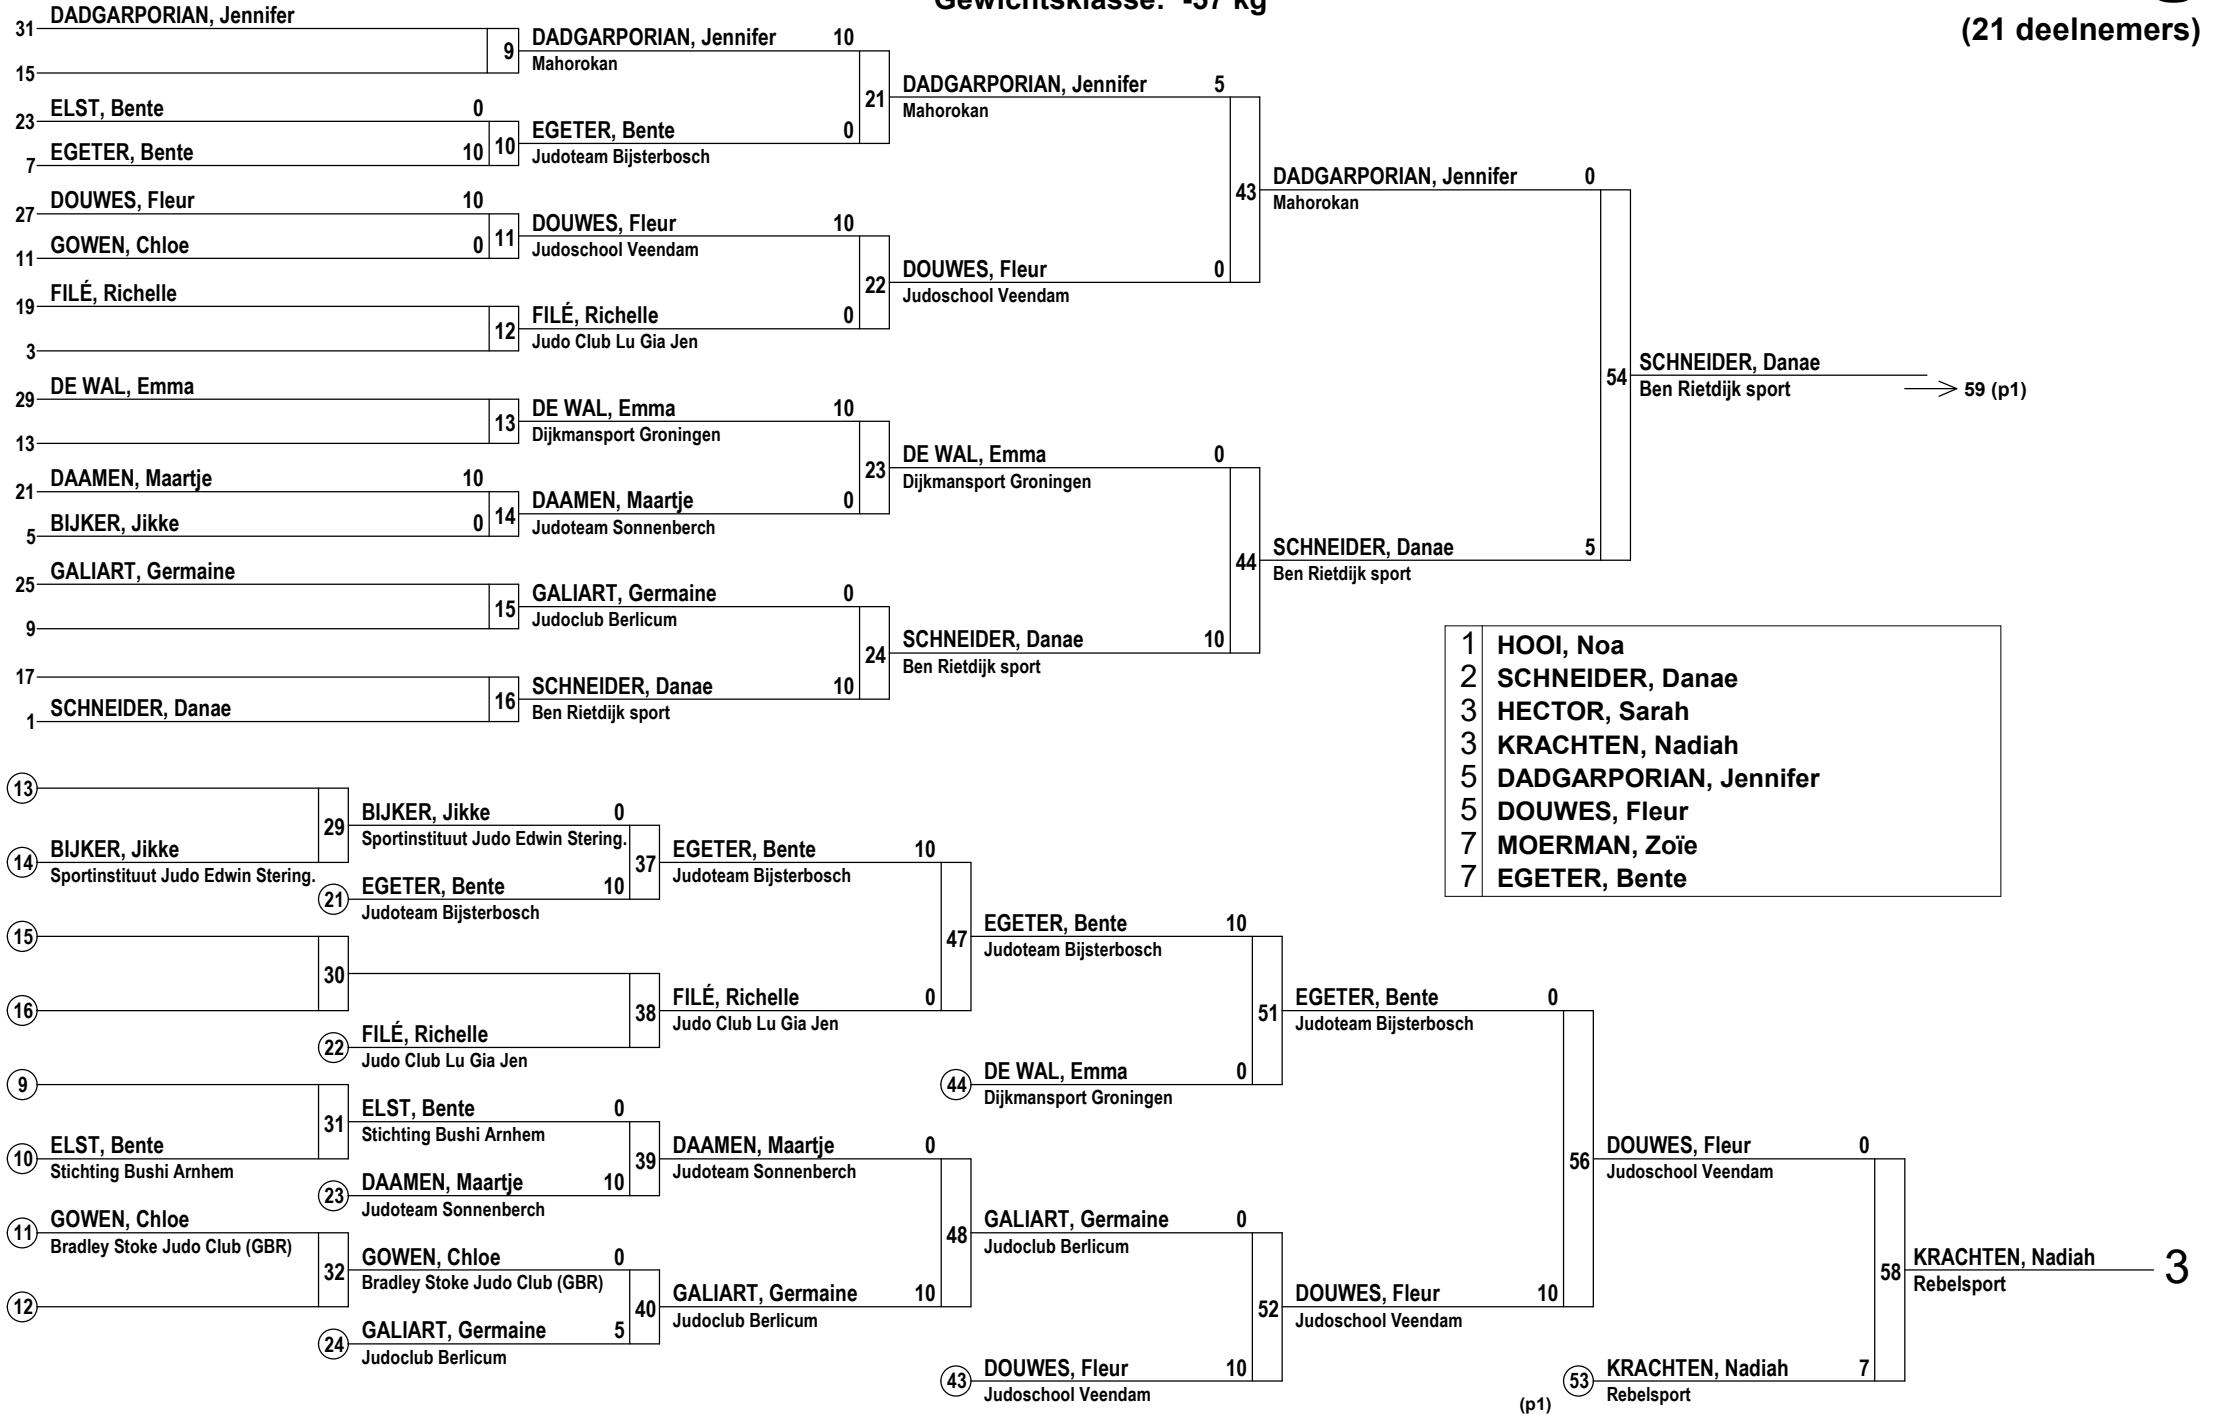 Gewichtsklasse: -57 kg
(21 deelnemers)
31 DADGARPORIAN, Jennifer
15
9
23 ELST, Bente 0
7 EGETER, Bente 10
10
27 DOUWES, Fleur 10
11 GOWEN, Chloe 0
11
19 FILÉ, Richelle
3
12
29 DE WAL, Emma
13
13
21 DAAMEN, Maartje 10
5 BIJKER, Jikke 0
14
25 GALIART, Germaine
9
15
17
1 SCHNEIDER, Danae
16
DADGARPORIAN, Jennifer 10
Mahorokan
EGETER, Bente 0
Judoteam Bijsterbosch
21
DOUWES, Fleur 10
Judoschool Veendam
FILÉ, Richelle 0
Judo Club Lu Gia Jen
22
DE WAL, Emma 10
Dijkmansport Groningen
DAAMEN, Maartje 0
Judoteam Sonnenberch
23
GALIART, Germaine 0
Judoclub Berlicum
SCHNEIDER, Danae 10
Ben Rietdijk sport
24
DADGARPORIAN, Jennifer 5
Mahorokan
DOUWES, Fleur 0
Judoschool Veendam
43
DE WAL, Emma 0
Dijkmansport Groningen
SCHNEIDER, Danae 10
Ben Rietdijk sport
44
DADGARPORIAN, Jennifer 0
Mahorokan
SCHNEIDER, Danae 5
Ben Rietdijk sport
54
SCHNEIDER, Danae
Ben Rietdijk sport
59 (p1)
1 HOOI, Noa
2 SCHNEIDER, Danae
3 HECTOR, Sarah
3 KRACHTEN, Nadiah
5 DADGARPORIAN, Jennifer
5 DOUWES, Fleur
7 MOERMAN, Zoïe
7 EGETER, Bente
13
14 BIJKER, Jikke
Sportinstituut Judo Edwin Stering.
29
15
16
30
9
10 ELST, Bente
Stichting Bushi Arnhem
31
11 GOWEN, Chloe
Bradley Stoke Judo Club (GBR)
12
32
BIJKER, Jikke 0
Sportinstituut Judo Edwin Stering.
21 EGETER, Bente 10
Judoteam Bijsterbosch
37
22 FILÉ, Richelle
Judo Club Lu Gia Jen
38
ELST, Bente 0
Stichting Bushi Arnhem
23 DAAMEN, Maartje 10
Judoteam Sonnenberch
39
GOWEN, Chloe 0
Bradley Stoke Judo Club (GBR)
24 GALIART, Germaine 5
Judoclub Berlicum
40
EGETER, Bente 10
Judoteam Bijsterbosch
FILÉ, Richelle 0
Judo Club Lu Gia Jen
47
DAAMEN, Maartje 0
Judoteam Sonnenberch
GALIART, Germaine 10
Judoclub Berlicum
48
EGETER, Bente 10
Judoteam Bijsterbosch
44 DE WAL, Emma 0
Dijkmansport Groningen
51
GALIART, Germaine 0
Judoclub Berlicum
43 DOUWES, Fleur 10
Judoschool Veendam
52
EGETER, Bente 0
Judoteam Bijsterbosch
DOUWES, Fleur 10
Judoschool Veendam
56
DOUWES, Fleur 0
Judoschool Veendam
53 KRACHTEN, Nadiah 7
Rebelsport
(p1)
58
KRACHTEN, Nadiah
Rebelsport
3